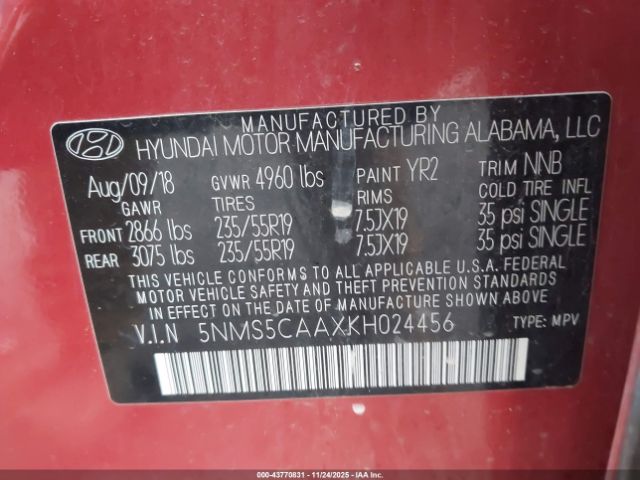 MANUFACTURED BY
HYUNDAI MOTOR MANUFACTURING ALABAMA, LLC
Aug/09/18 GVWR 4960 lbs PAINT YR2 TRIM NNB
GAWR TIRES RIMS COLD TIRE INFL
FRONT 2866 lbs 235/55R19 7.5JX19 35 psi SINGLE
REAR 3075 lbs 235/55R19 7.5JX19 35 psi SINGLE
THIS VEHICLE CONFORMS TO ALL APPLICABLE U.S.A. FEDERAL
MOTOR VEHICLE SAFETY AND THEFT PREVENTION STANDARDS
IN EFFECT ON THE DATE OF MANUFACTURE SHOWN ABOVE.
V.I.N 5NMS5CAAXKH024456 TYPE: MPV
000-43770831 - 11/24/2025 - IAAI.COM